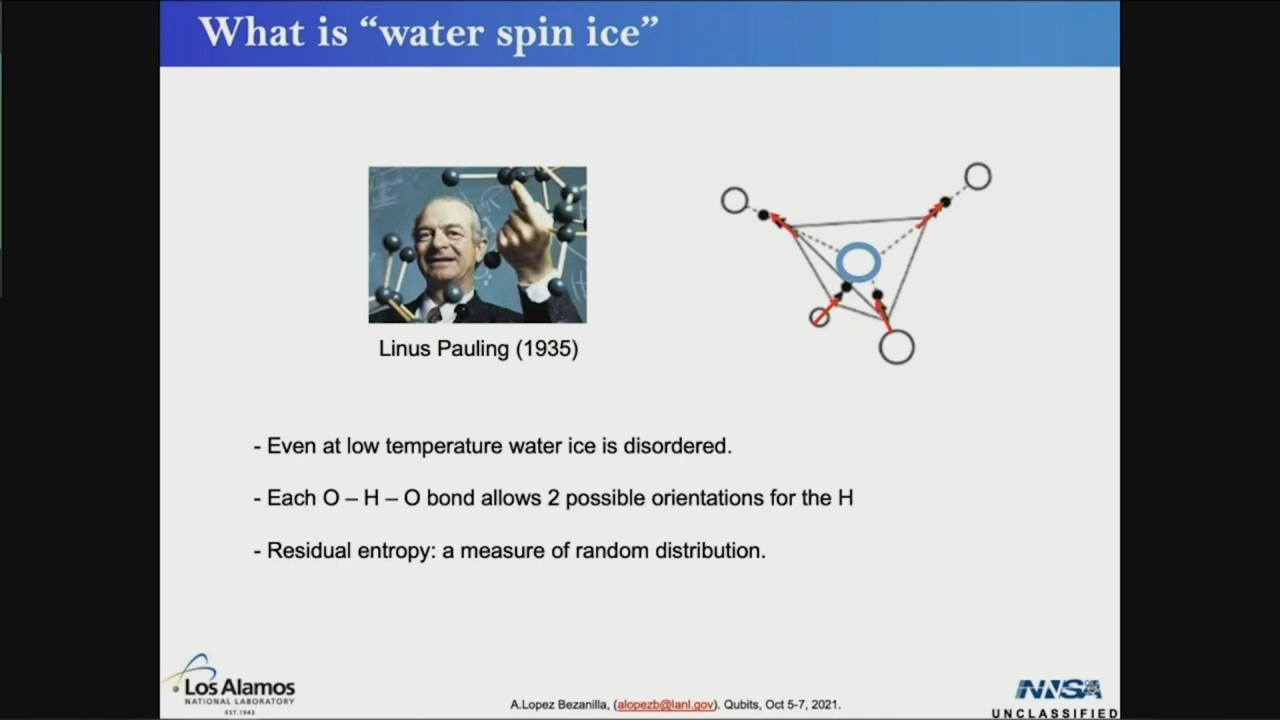 What is “water spin ice”
Linus Pauling (1935)
- Even at low temperature water ice is disordered.
- Each O – H – O bond allows 2 possible orientations for the H
- Residual entropy: a measure of random distribution.
Los Alamos
NATIONAL LABORATORY
EST.1943
A.Lopez Bezanilla, (alopezb@lanl.gov). Qubits, Oct 5-7, 2021.
NNSA
UNCLASSIFIED